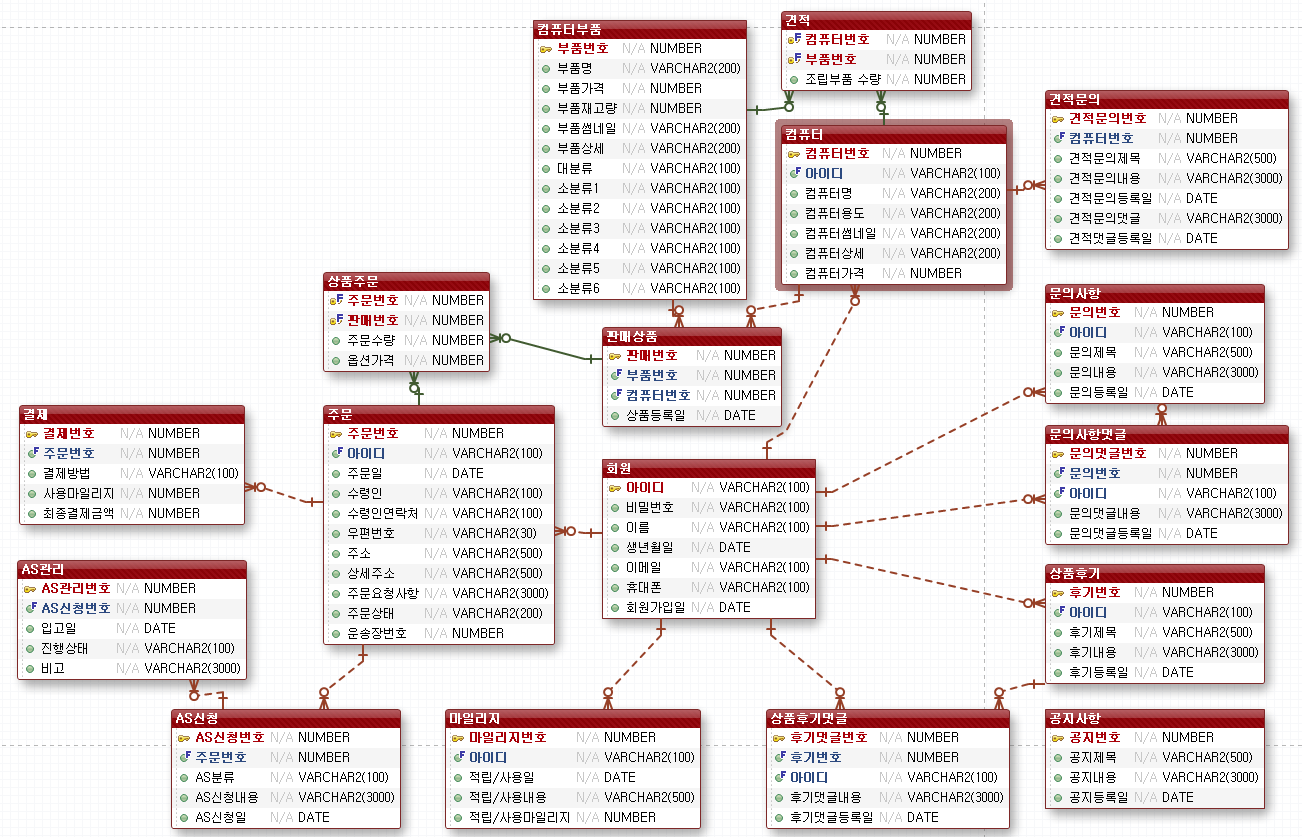 컴퓨터부품
부품번호 N/A NUMBER
부품명 N/A VARCHAR2(200)
부품가격 N/A NUMBER
부품재고량 N/A NUMBER
부품썸네일 N/A VARCHAR2(200)
부품상세 N/A VARCHAR2(200)
대분류 N/A VARCHAR2(100)
소분류1 N/A VARCHAR2(100)
소분류2 N/A VARCHAR2(100)
소분류3 N/A VARCHAR2(100)
소분류4 N/A VARCHAR2(100)
소분류5 N/A VARCHAR2(100)
소분류6 N/A VARCHAR2(100)
견적
컴퓨터번호 N/A NUMBER
부품번호 N/A NUMBER
조립부품 수량 N/A NUMBER
컴퓨터
컴퓨터번호 N/A NUMBER
아이디 N/A VARCHAR2(100)
컴퓨터명 N/A VARCHAR2(200)
컴퓨터용도 N/A VARCHAR2(200)
컴퓨터썸네일 N/A VARCHAR2(200)
컴퓨터상세 N/A VARCHAR2(200)
컴퓨터가격 N/A NUMBER
견적문의
견적문의번호 N/A NUMBER
컴퓨터번호 N/A NUMBER
견적문의제목 N/A VARCHAR2(500)
견적문의내용 N/A VARCHAR2(3000)
견적문의등록일 N/A DATE
견적문의댓글 N/A VARCHAR2(3000)
견적댓글등록일 N/A DATE
상품주문
주문번호 N/A NUMBER
판매번호 N/A NUMBER
주문수량 N/A NUMBER
옵션가격 N/A NUMBER
판매상품
판매번호 N/A NUMBER
부품번호 N/A NUMBER
컴퓨터번호 N/A NUMBER
상품등록일 N/A DATE
문의사항
문의번호 N/A NUMBER
아이디 N/A VARCHAR2(100)
문의제목 N/A VARCHAR2(500)
문의내용 N/A VARCHAR2(3000)
문의등록일 N/A DATE
결제
결제번호 N/A NUMBER
주문번호 N/A NUMBER
결제방법 N/A VARCHAR2(100)
사용마일리지 N/A NUMBER
최종결제금액 N/A NUMBER
주문
주문번호 N/A NUMBER
아이디 N/A VARCHAR2(100)
주문일 N/A DATE
수령인 N/A VARCHAR2(100)
수령인연락처 N/A VARCHAR2(100)
우편번호 N/A VARCHAR2(30)
주소 N/A VARCHAR2(500)
상세주소 N/A VARCHAR2(500)
주문요청사항 N/A VARCHAR2(3000)
주문상태 N/A VARCHAR2(200)
운송장번호 N/A NUMBER
회원
아이디 N/A VARCHAR2(100)
비밀번호 N/A VARCHAR2(100)
이름 N/A VARCHAR2(100)
생년월일 N/A DATE
이메일 N/A VARCHAR2(100)
휴대폰 N/A VARCHAR2(100)
회원가입일 N/A DATE
문의사항댓글
문의댓글번호 N/A NUMBER
문의번호 N/A NUMBER
아이디 N/A VARCHAR2(100)
문의댓글내용 N/A VARCHAR2(3000)
문의댓글등록일 N/A DATE
AS관리
AS관리번호 N/A NUMBER
AS신청번호 N/A NUMBER
입고일 N/A DATE
진행상태 N/A VARCHAR2(100)
비고 N/A VARCHAR2(3000)
상품후기
후기번호 N/A NUMBER
아이디 N/A VARCHAR2(100)
후기제목 N/A VARCHAR2(500)
후기내용 N/A VARCHAR2(3000)
후기등록일 N/A DATE
AS신청
AS신청번호 N/A NUMBER
주문번호 N/A NUMBER
AS분류 N/A VARCHAR2(100)
AS신청내용 N/A VARCHAR2(3000)
AS신청일 N/A DATE
마일리지
마일리지번호 N/A NUMBER
아이디 N/A VARCHAR2(100)
적립/사용일 N/A DATE
적립/사용내용 N/A VARCHAR2(500)
적립/사용마일리지 N/A NUMBER
상품후기댓글
후기댓글번호 N/A NUMBER
후기번호 N/A NUMBER
아이디 N/A VARCHAR2(100)
후기댓글내용 N/A VARCHAR2(3000)
후기댓글등록일 N/A DATE
공지사항
공지번호 N/A NUMBER
공지제목 N/A VARCHAR2(500)
공지내용 N/A VARCHAR2(3000)
공지등록일 N/A DATE